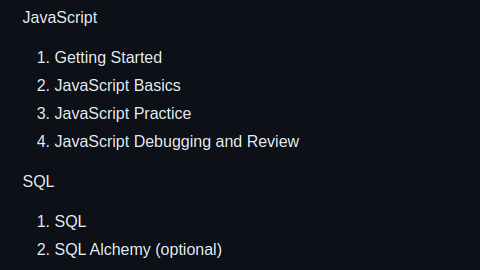 JavaScript
1. Getting Started
2. JavaScript Basics
3. JavaScript Practice
4. JavaScript Debugging and Review
SQL
1. SQL
2. SQL Alchemy (optional)